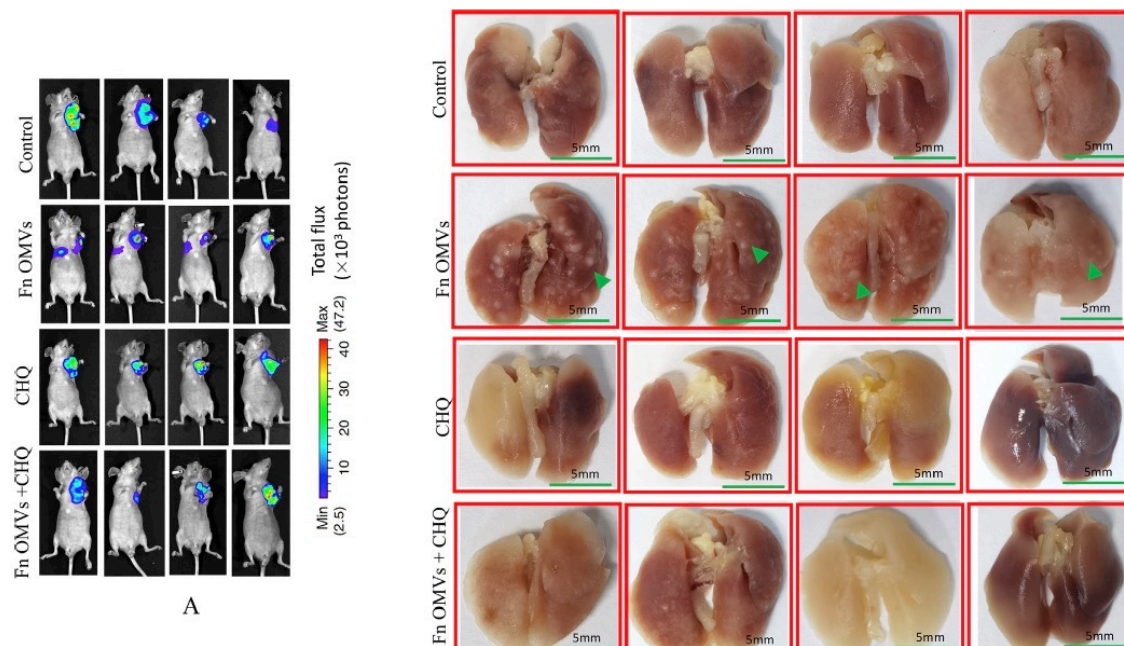 Control
Fn OMVs
CHQ
Fn OMVs +CHQ
Total flux
(×10³ photons)
Max
(47.2)
40
30
20
10
Min
(2.5)
A
Control
5mm
5mm
5mm
5mm
Fn OMVs
5mm
5mm
5mm
5mm
CHQ
5mm
5mm
5mm
5mm
Fn OMVs + CHQ
5mm
5mm
5mm
5mm